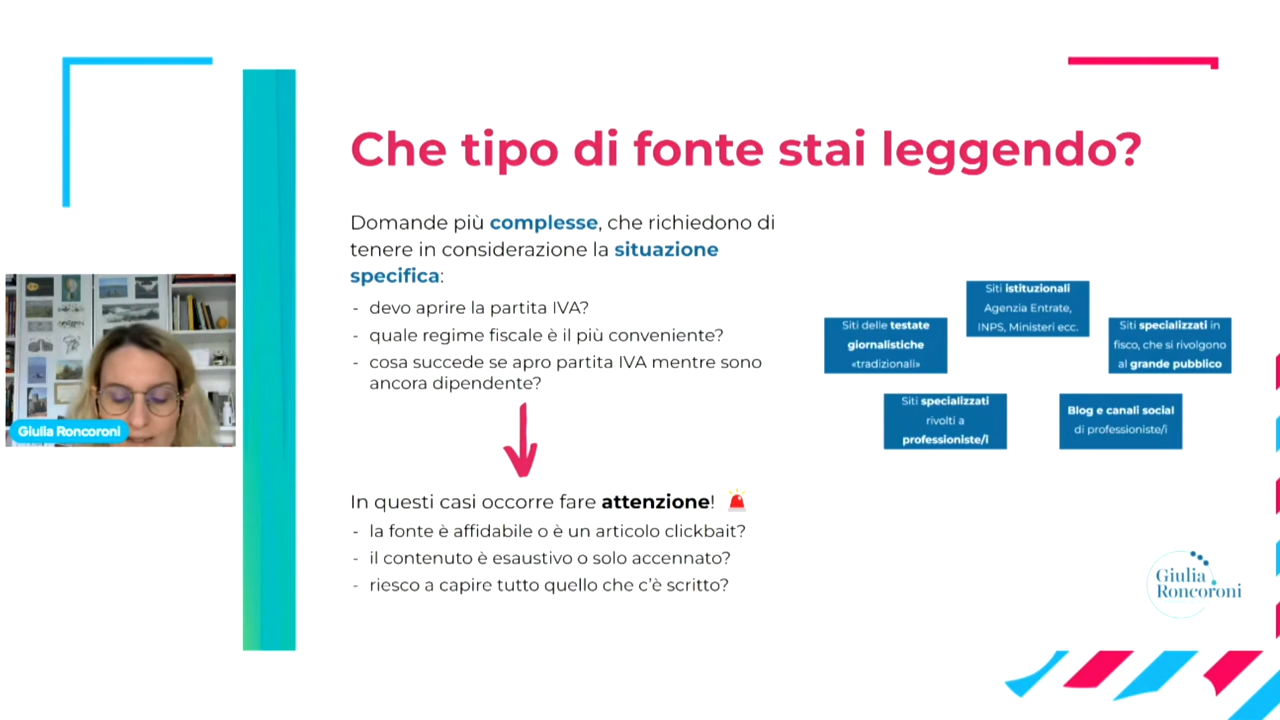 Che tipo di fonte stai leggendo?
Domande più complesse, che richiedono di
tenere in considerazione la situazione
specifica:
- devo aprire la partita IVA?
- quale regime fiscale è il più conveniente?
- cosa succede se apro partita IVA mentre sono
ancora dipendente?
In questi casi occorre fare attenzione! 🚨
- la fonte è affidabile o è un articolo clickbait?
- il contenuto è esaustivo o solo accennato?
- riesco a capire tutto quello che c'è scritto?
Siti istituzionali
Agenzia Entrate,
INPS, Ministeri ecc.
Siti delle testate
giornalistiche
«tradizionali»
Siti specializzati in
fisco, che si rivolgono
al grande pubblico
Siti specializzati
rivolti a
professioniste/i
Blog e canali social
di professioniste/i
Giulia Roncoroni
Giulia
Roncoroni